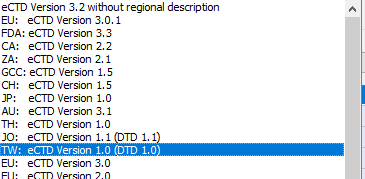 eCTD Version 3.2 without regional description
EU: eCTD Version 3.0.1
FDA: eCTD Version 3.3
CA: eCTD Version 2.2
ZA: eCTD Version 2.1
GCC: eCTD Version 1.5
CH: eCTD Version 1.5
JP: eCTD Version 1.0
AU: eCTD Version 3.1
TH: eCTD Version 1.0
JO: eCTD Version 1.1 (DTD 1.1)
TW: eCTD Version 1.0 (DTD 1.0)
EU: eCTD Version 3.0
EU: eCTD Version 2.0